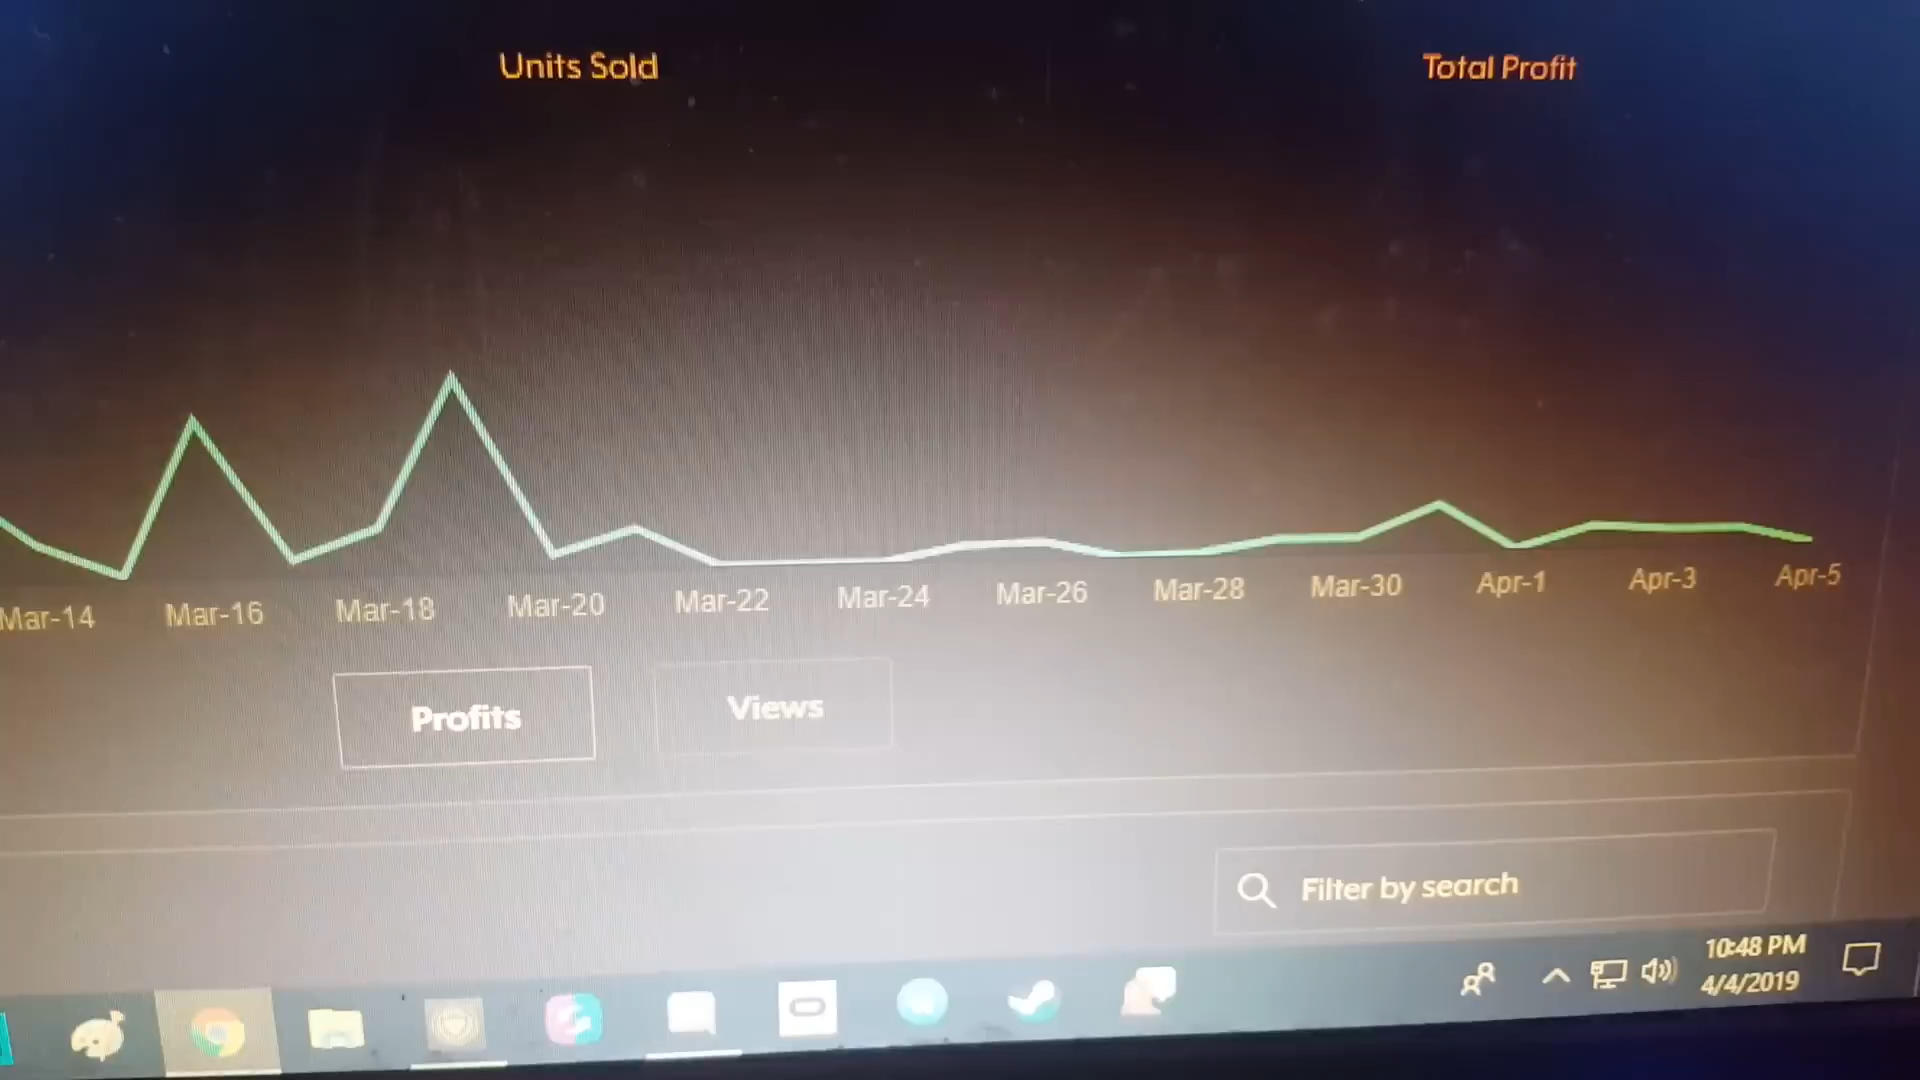 Units Sold
Total Profit
Mar-14 Mar-16 Mar-18 Mar-20 Mar-22 Mar-24 Mar-26 Mar-28 Mar-30 Apr-1 Apr-3 Apr-5
Profits
Views
Filter by search
10:48 PM
4/4/2019